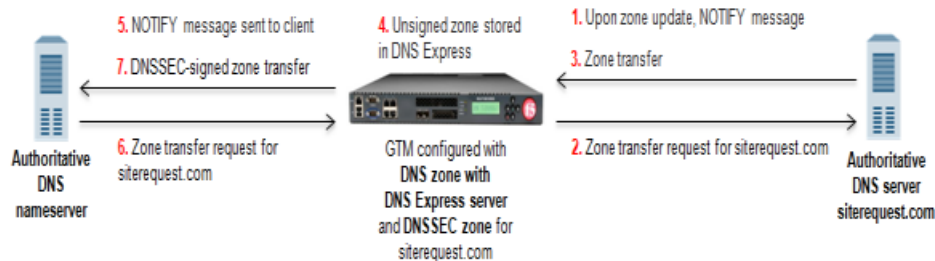 5. NOTIFY message sent to client
7. DNSSEC-signed zone transfer
4. Unsigned zone stored
in DNS Express
1. Upon zone update, NOTIFY message
3. Zone transfer
6. Zone transfer request for
siterequest.com
2. Zone transfer request for siterequest.com
Authoritative
DNS
nameserver
GTM configured with
DNS zone with
DNS Express server
and DNSSEC zone for
siterequest.com
Authoritative
DNS server
siterequest.com